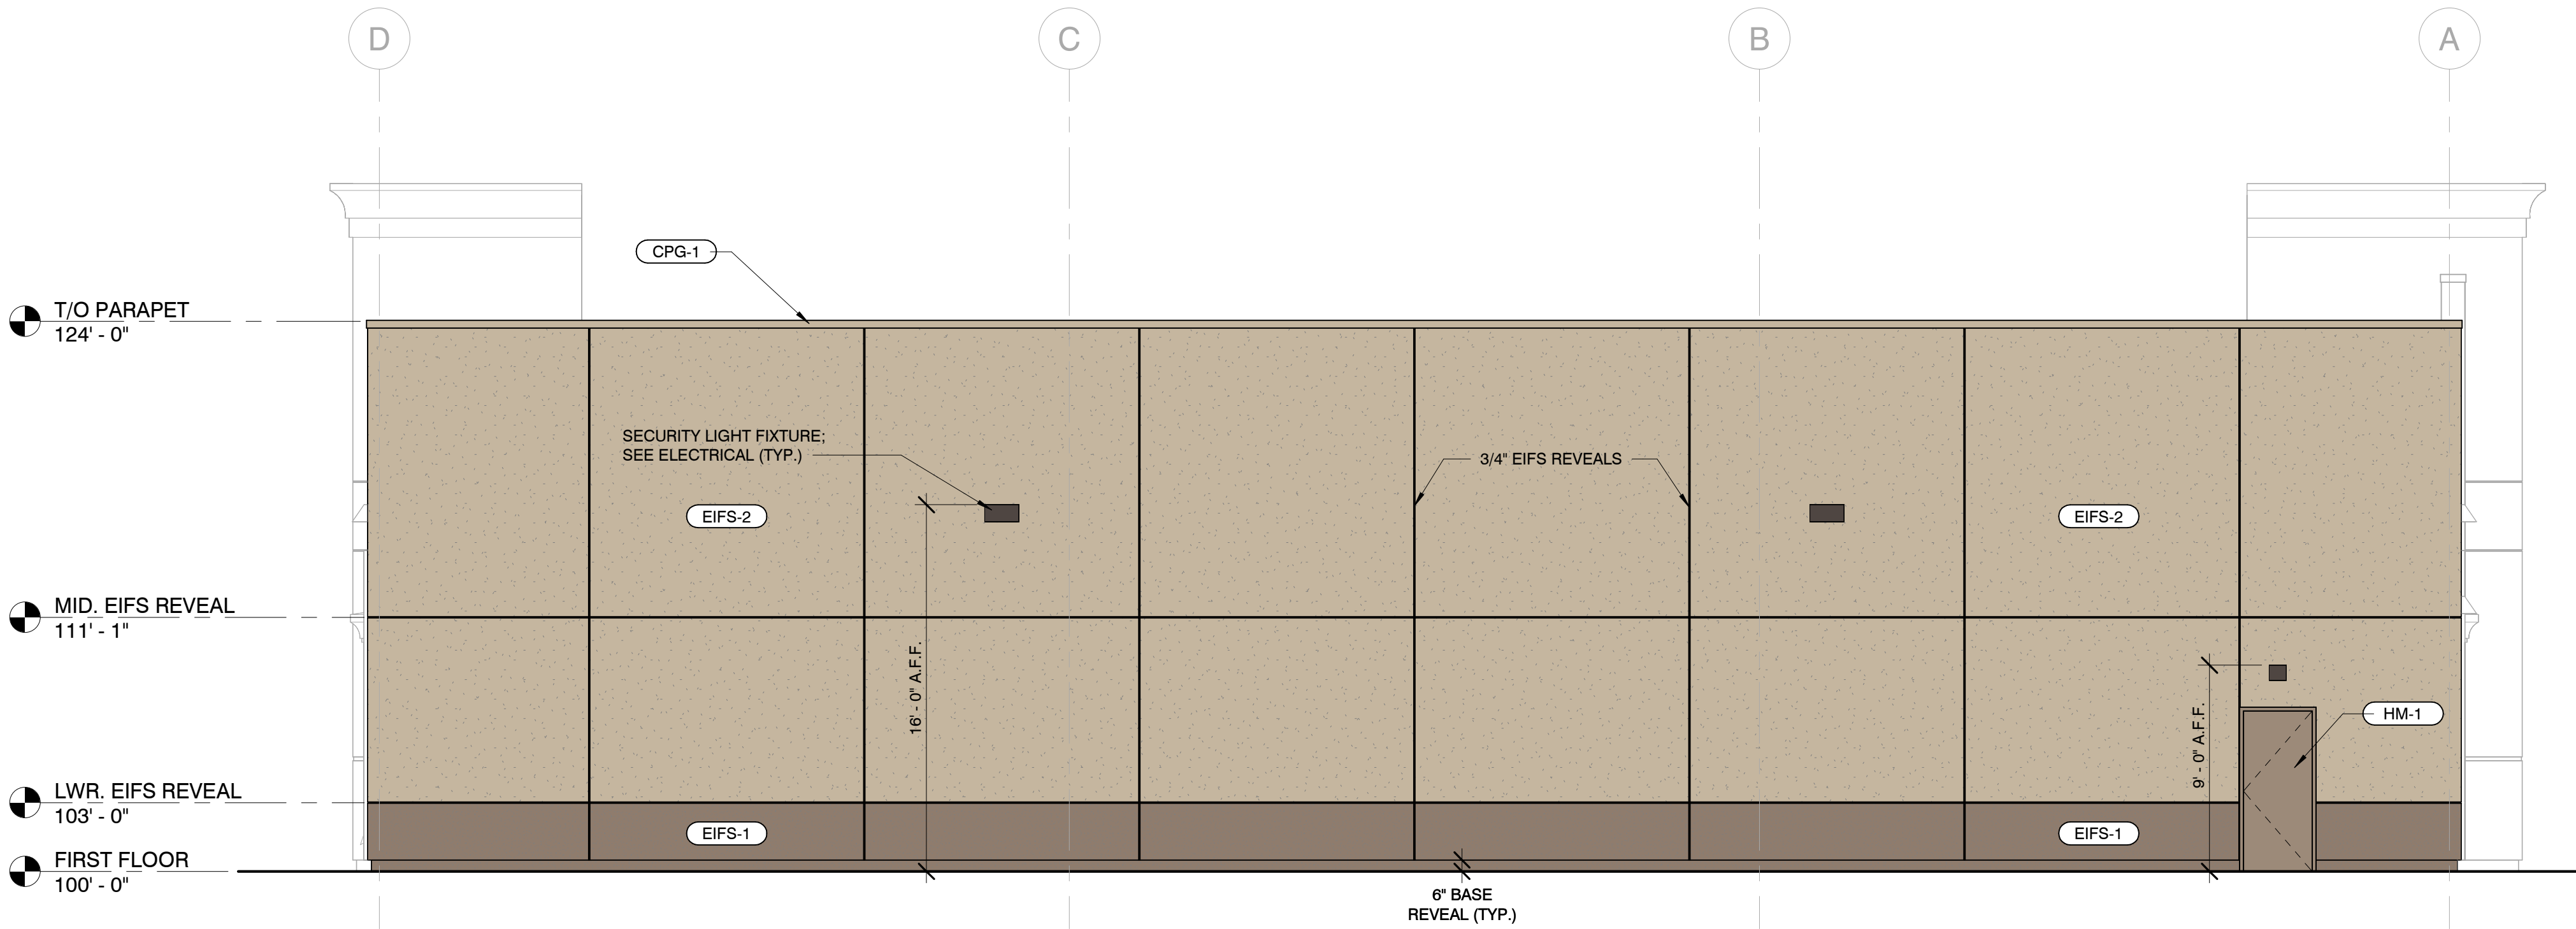 D
C
B
A
CPG-1
T/O PARAPET
124' - 0"
SECURITY LIGHT FIXTURE;
SEE ELECTRICAL (TYP.)
3/4" EIFS REVEALS
EIFS-2
EIFS-2
MID. EIFS REVEAL
111' - 1"
16' - 0" A.F.F.
9' - 0" A.F.F.
HM-1
LWR. EIFS REVEAL
103' - 0"
EIFS-1
EIFS-1
FIRST FLOOR
100' - 0"
6" BASE
REVEAL (TYP.)